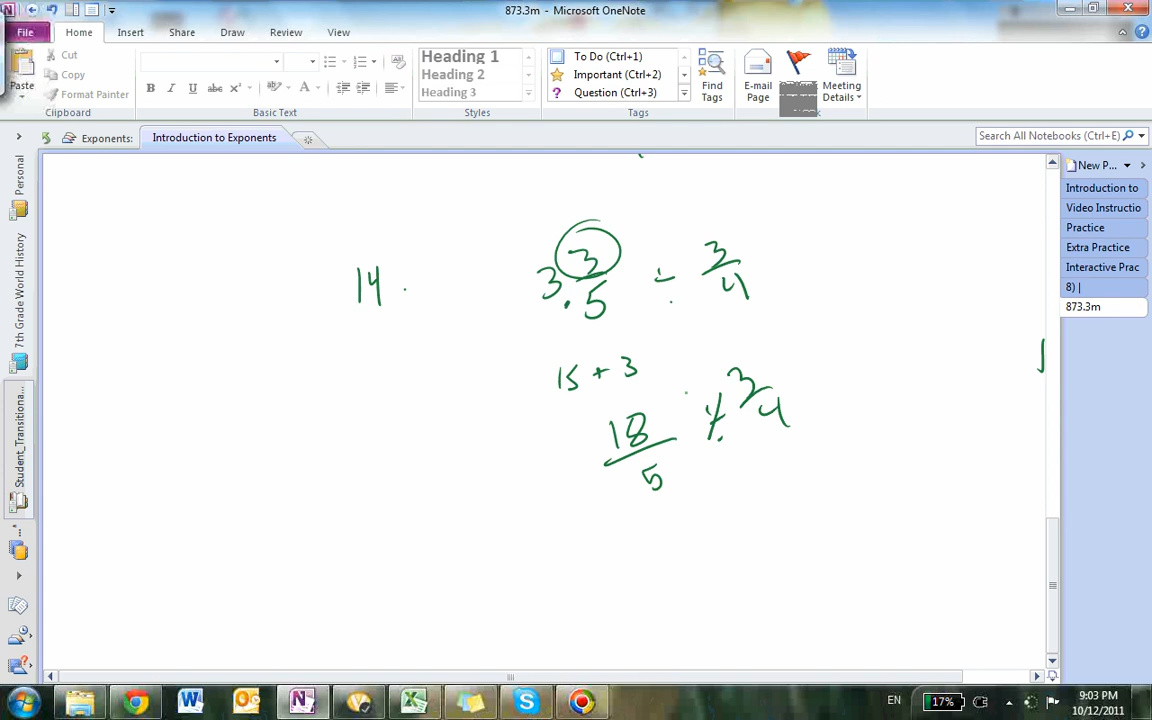 873.3m - Microsoft OneNote
File Home Insert Share Draw Review View
Cut
Copy
Format Painter
Paste
Clipboard
B I U abc x² A
Basic Text
Heading 1
Heading 2
Heading 3
Styles
To Do (Ctrl+1)
Important (Ctrl+2)
Question (Ctrl+3)
Find Tags
Tags
E-mail Page
Meeting Details
Exponents: Introduction to Exponents
Search All Notebooks (Ctrl+E)
Personal
7th Grade World History
Student_Transitiona...
New P...
Introduction to
Video Instructio
Practice
Extra Practice
Interactive Prac
8) |
873.3m
14. 3 3/5 ÷ 3/4
15 + 3
18/5 ÷ 3/4
EN
17%
9:03 PM
10/12/2011